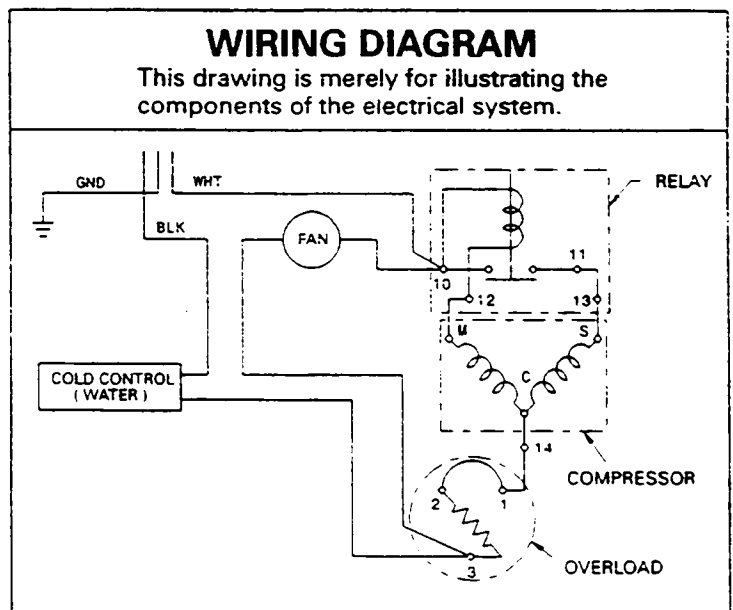 WIRING DIAGRAM
This drawing is merely for illustrating the
components of the electrical system.
GND
WHT
RELAY
BLK
FAN
10
11
12
13
M
S
COLD CONTROL
( WATER )
C
14
COMPRESSOR
2
1
3
OVERLOAD